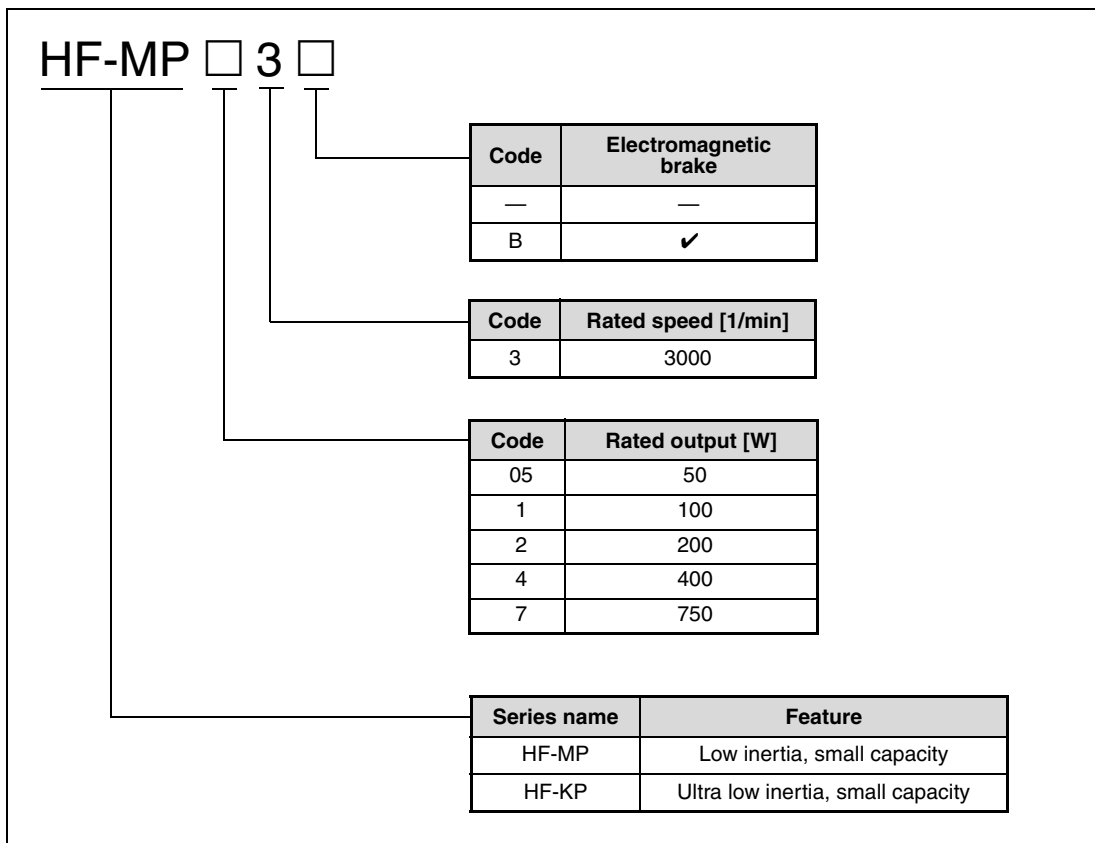 HF-MP □ 3 □
Code Electromagnetic brake
— —
B ✔
Code Rated speed [1/min]
3 3000
Code Rated output [W]
05 50
1 100
2 200
4 400
7 750
Series name Feature
HF-MP Low inertia, small capacity
HF-KP Ultra low inertia, small capacity